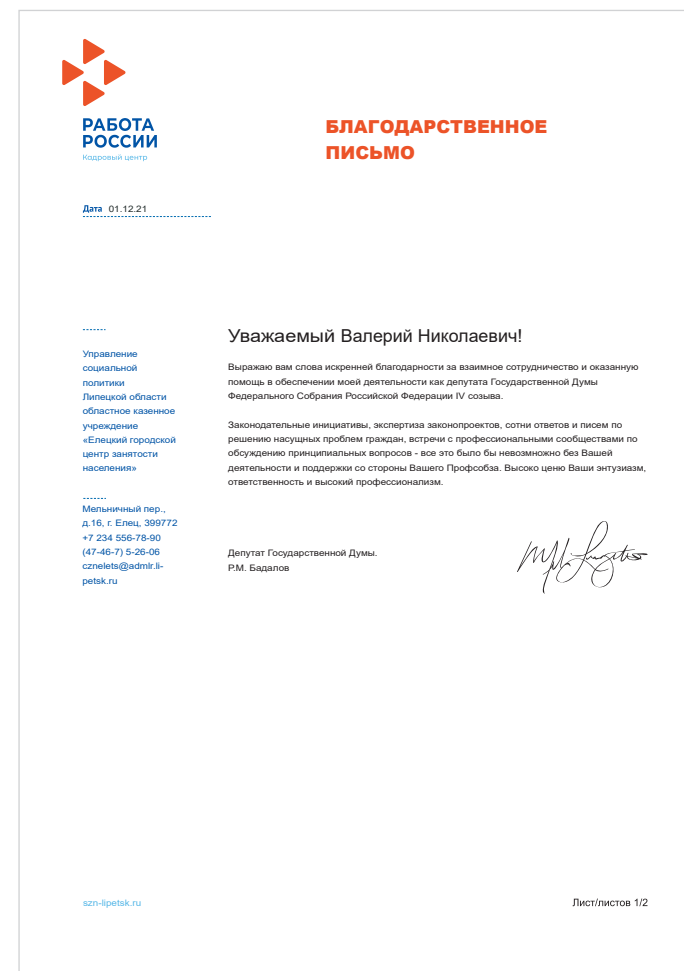 РАБОТА
РОССИИ
Кадровый центр
БЛАГОДАРСТВЕННОЕ
ПИСЬМО
Дата 01.12.21
Управление
социальной
политики
Липецкой области
областное казенное
учреждение
«Елецкий городской
центр занятости
населения»
Мельничный пер.,
д.16, г. Елец, 399772
+7 234 556-78-90
(47-46-7) 5-26-06
cznelets@admlr.li-
petsk.ru
Уважаемый Валерий Николаевич!
Выражаю вам слова искренней благодарности за взаимное сотрудничество и оказанную
помощь в обеспечении моей деятельности как депутата Государственной Думы
Федерального Собрания Российской Федерации IV созыва.
Законодательные инициативы, экспертиза законопроектов, сотни ответов и писем по
решению насущных проблем граждан, встречи с профессиональными сообществами по
обсуждению принципиальных вопросов - все это было бы невозможно без Вашей
деятельности и поддержки со стороны Вашего Профсобза. Высоко ценю Ваши энтузиазм,
ответственность и высокий профессионализм.
Депутат Государственной Думы.
Р.М. Бадалов
szn-lipetsk.ru
Лист/листов 1/2